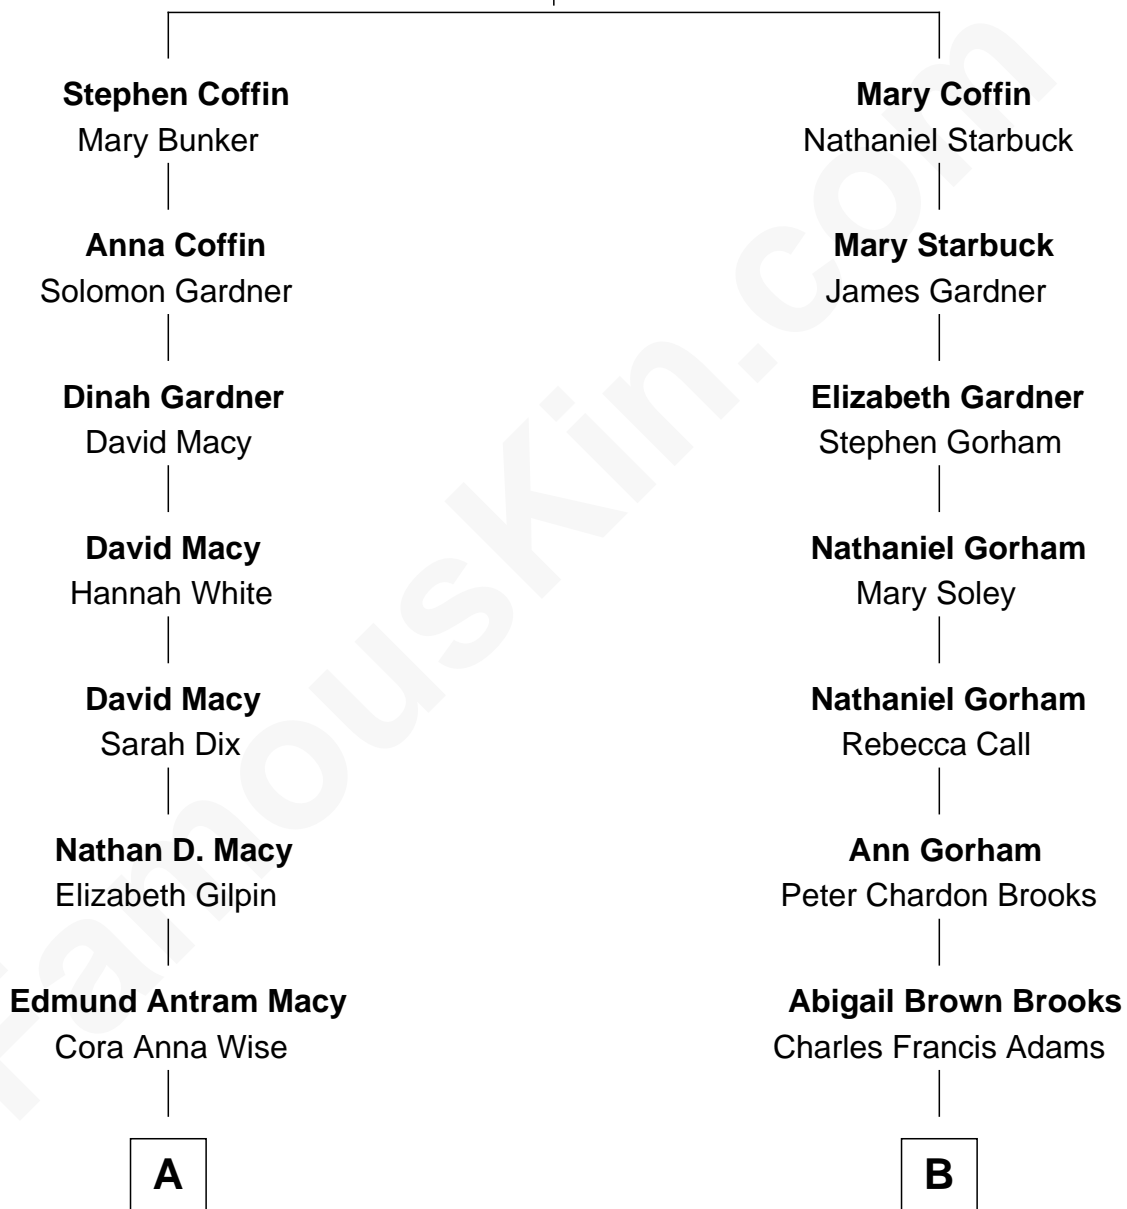 Stephen Coffin
Mary Bunker
Anna Coffin
Solomon Gardner
Dinah Gardner
David Macy
David Macy
Hannah White
David Macy
Sarah Dix
Nathan D. Macy
Elizabeth Gilpin
Edmund Antram Macy
Cora Anna Wise
A
Mary Coffin
Nathaniel Starbuck
Mary Starbuck
James Gardner
Elizabeth Gardner
Stephen Gorham
Nathaniel Gorham
Mary Soley
Nathaniel Gorham
Rebecca Call
Ann Gorham
Peter Chardon Brooks
Abigail Brown Brooks
Charles Francis Adams
B
FamousKin.com